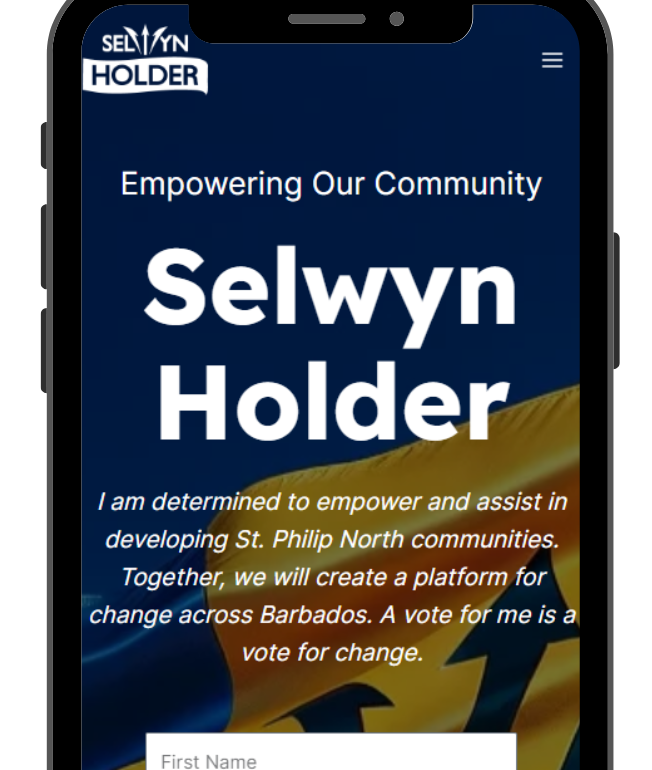 SELWYN
HOLDER
Empowering Our Community
Selwyn
Holder
I am determined to empower and assist in
developing St. Philip North communities.
Together, we will create a platform for
change across Barbados. A vote for me is a
vote for change.
First Name